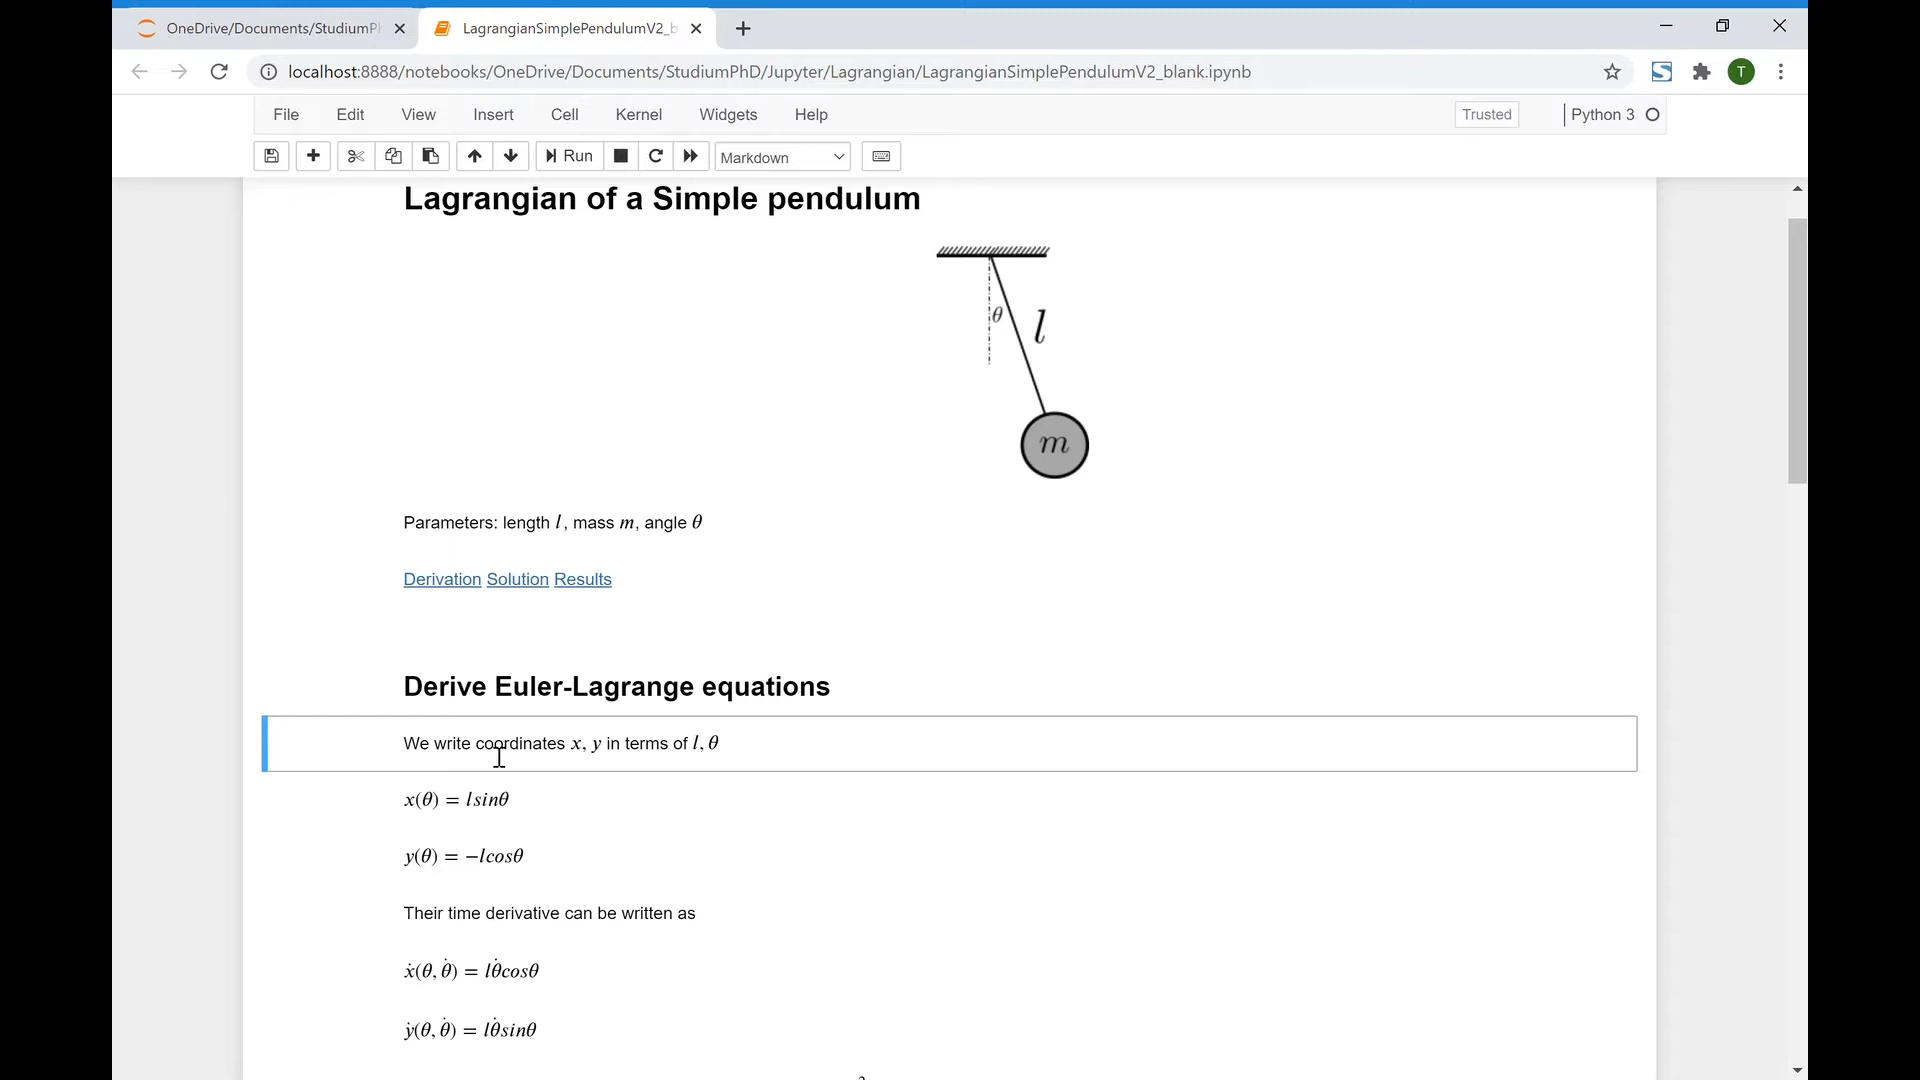 OneDrive/Documents/StudiumPh
LagrangianSimplePendulumV2_b
localhost:8888/notebooks/OneDrive/Documents/StudiumPhD/Jupyter/Lagrangian/LagrangianSimplePendulumV2_blank.ipynb
T
File Edit View Insert Cell Kernel Widgets Help Trusted Python 3
Run Markdown
Lagrangian of a Simple pendulum
θ
l
m
Parameters: length l, mass m, angle θ
Derivation Solution Results
Derive Euler-Lagrange equations
We write coordinates x, y in terms of l, θ
x(θ) = lsinθ
y(θ) = −lcosθ
Their time derivative can be written as
ẋ(θ, θ̇) = lθ̇cosθ
ẏ(θ, θ̇) = lθ̇sinθ